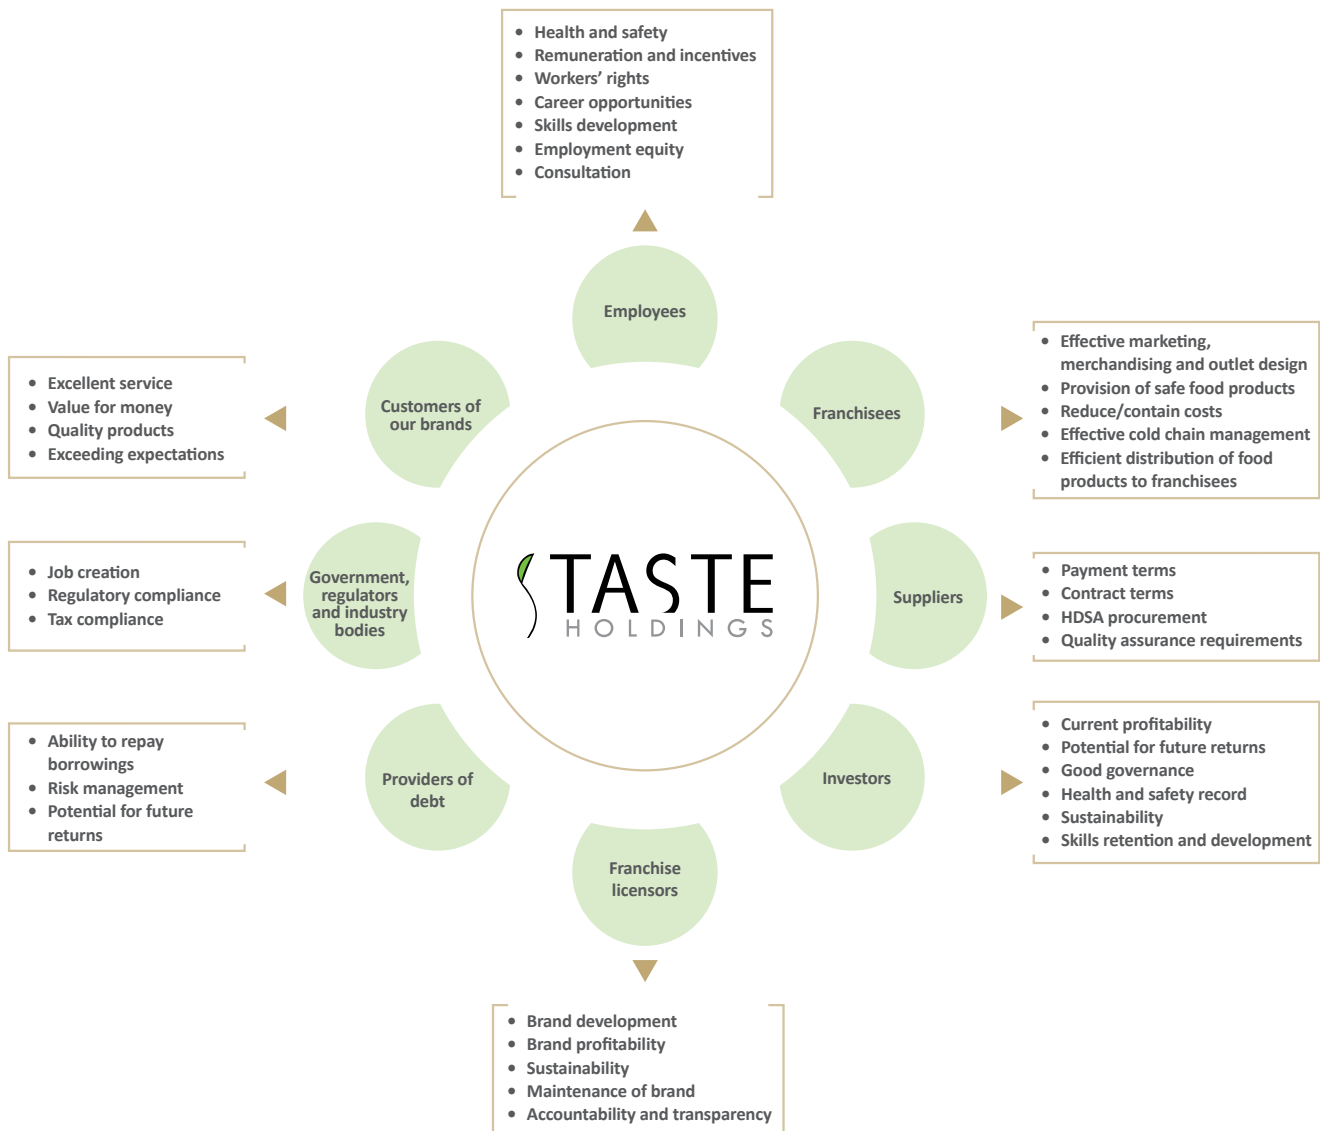 • Health and safety
• Remuneration and incentives
• Workers’ rights
• Career opportunities
• Skills development
• Employment equity
• Consultation
Employees
Customers of
our brands
• Excellent service
• Value for money
• Quality products
• Exceeding expectations
Franchisees
• Effective marketing,
merchandising and outlet design
• Provision of safe food products
• Reduce/contain costs
• Effective cold chain management
• Efficient distribution of food
products to franchisees
Government,
regulators
and industry
bodies
• Job creation
• Regulatory compliance
• Tax compliance
TASTE
HOLDINGS
Suppliers
• Payment terms
• Contract terms
• HDSA procurement
• Quality assurance requirements
Providers of
debt
• Ability to repay
borrowings
• Risk management
• Potential for future
returns
Investors
• Current profitability
• Potential for future returns
• Good governance
• Health and safety record
• Sustainability
• Skills retention and development
Franchise
licensors
• Brand development
• Brand profitability
• Sustainability
• Maintenance of brand
• Accountability and transparency